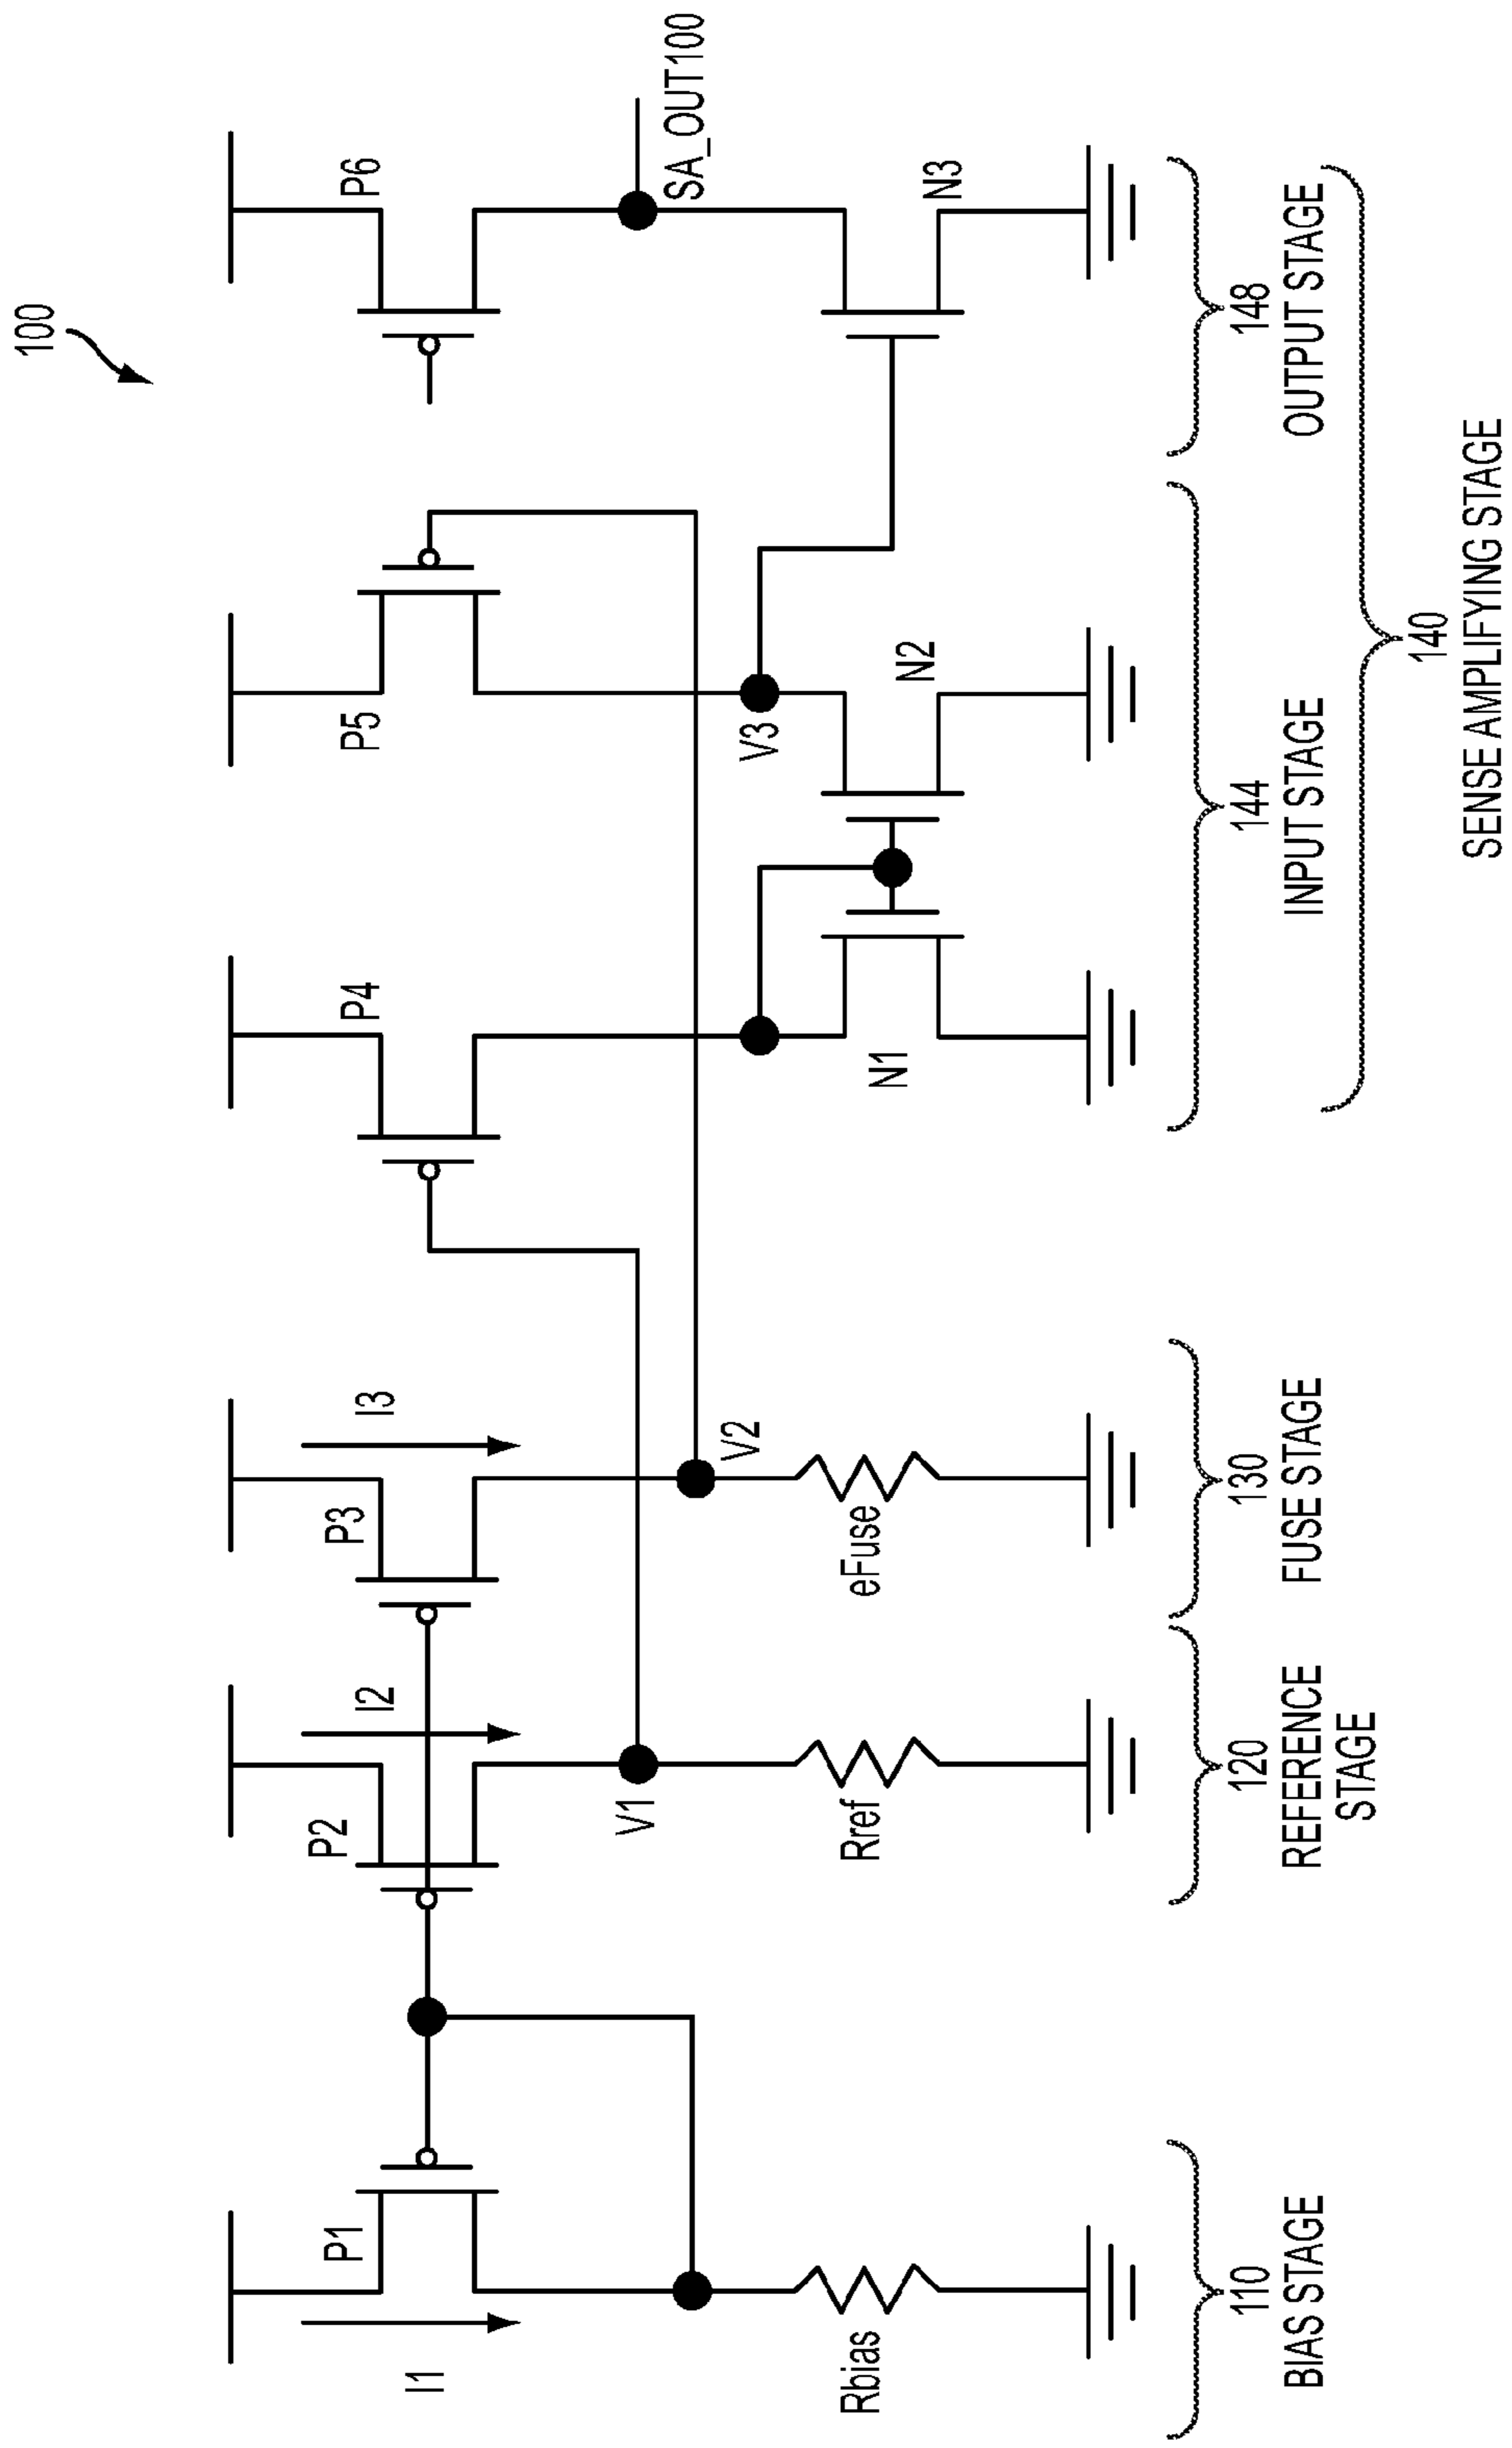 100
I1
P1
Rbias
P2
I2
V1
Rref
P3
I3
V2
eFuse
P4
N1
P5
V3
N2
P6
SA_OUT100
N3
110
BIAS STAGE
120
REFERENCE
STAGE
130
FUSE STAGE
144
INPUT STAGE
148
OUTPUT STAGE
140
SENSE AMPLIFYING STAGE